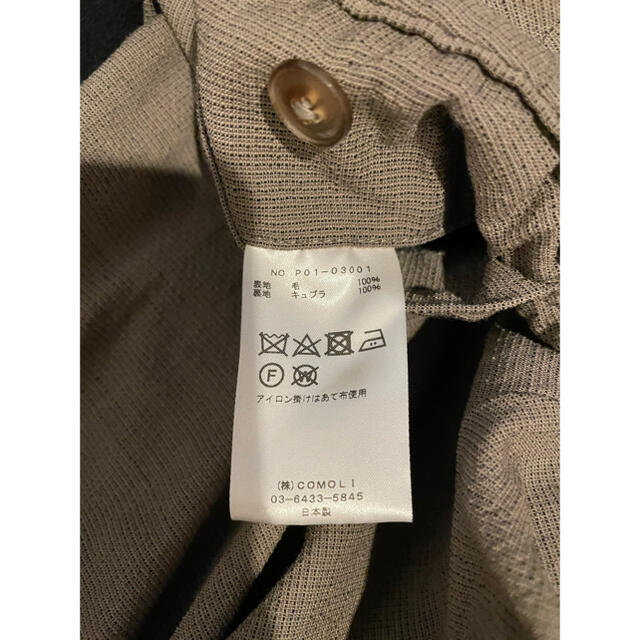 NO. P01-03001
表地 毛 100%
裏地 キュプラ 100%
F W
アイロン掛けはあて布使用
(株)COMOLI
03-6433-5845
日本製